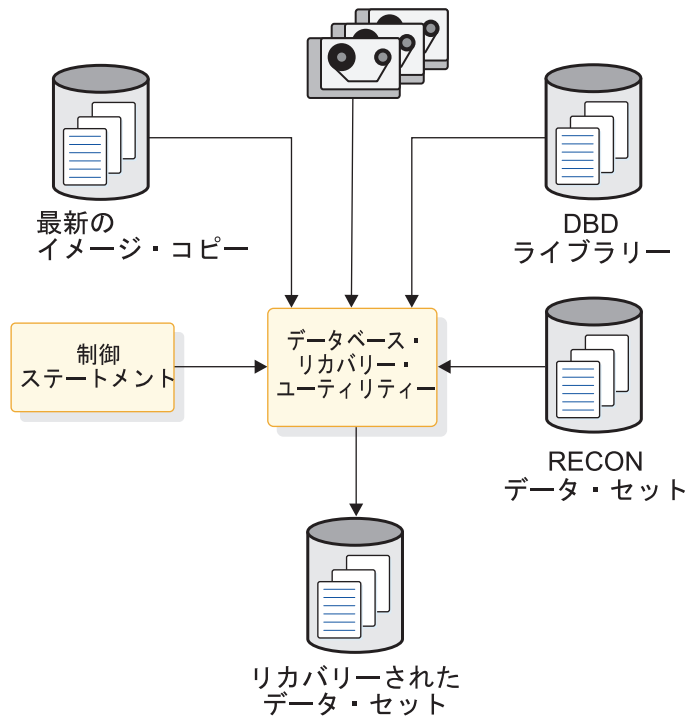 最新の
イメージ・コピー
DBD
ライブラリー
制御
ステートメント
データベース・
リカバリー・
ユーティリティー
RECON
データ・セット
リカバリーされた
データ・セット